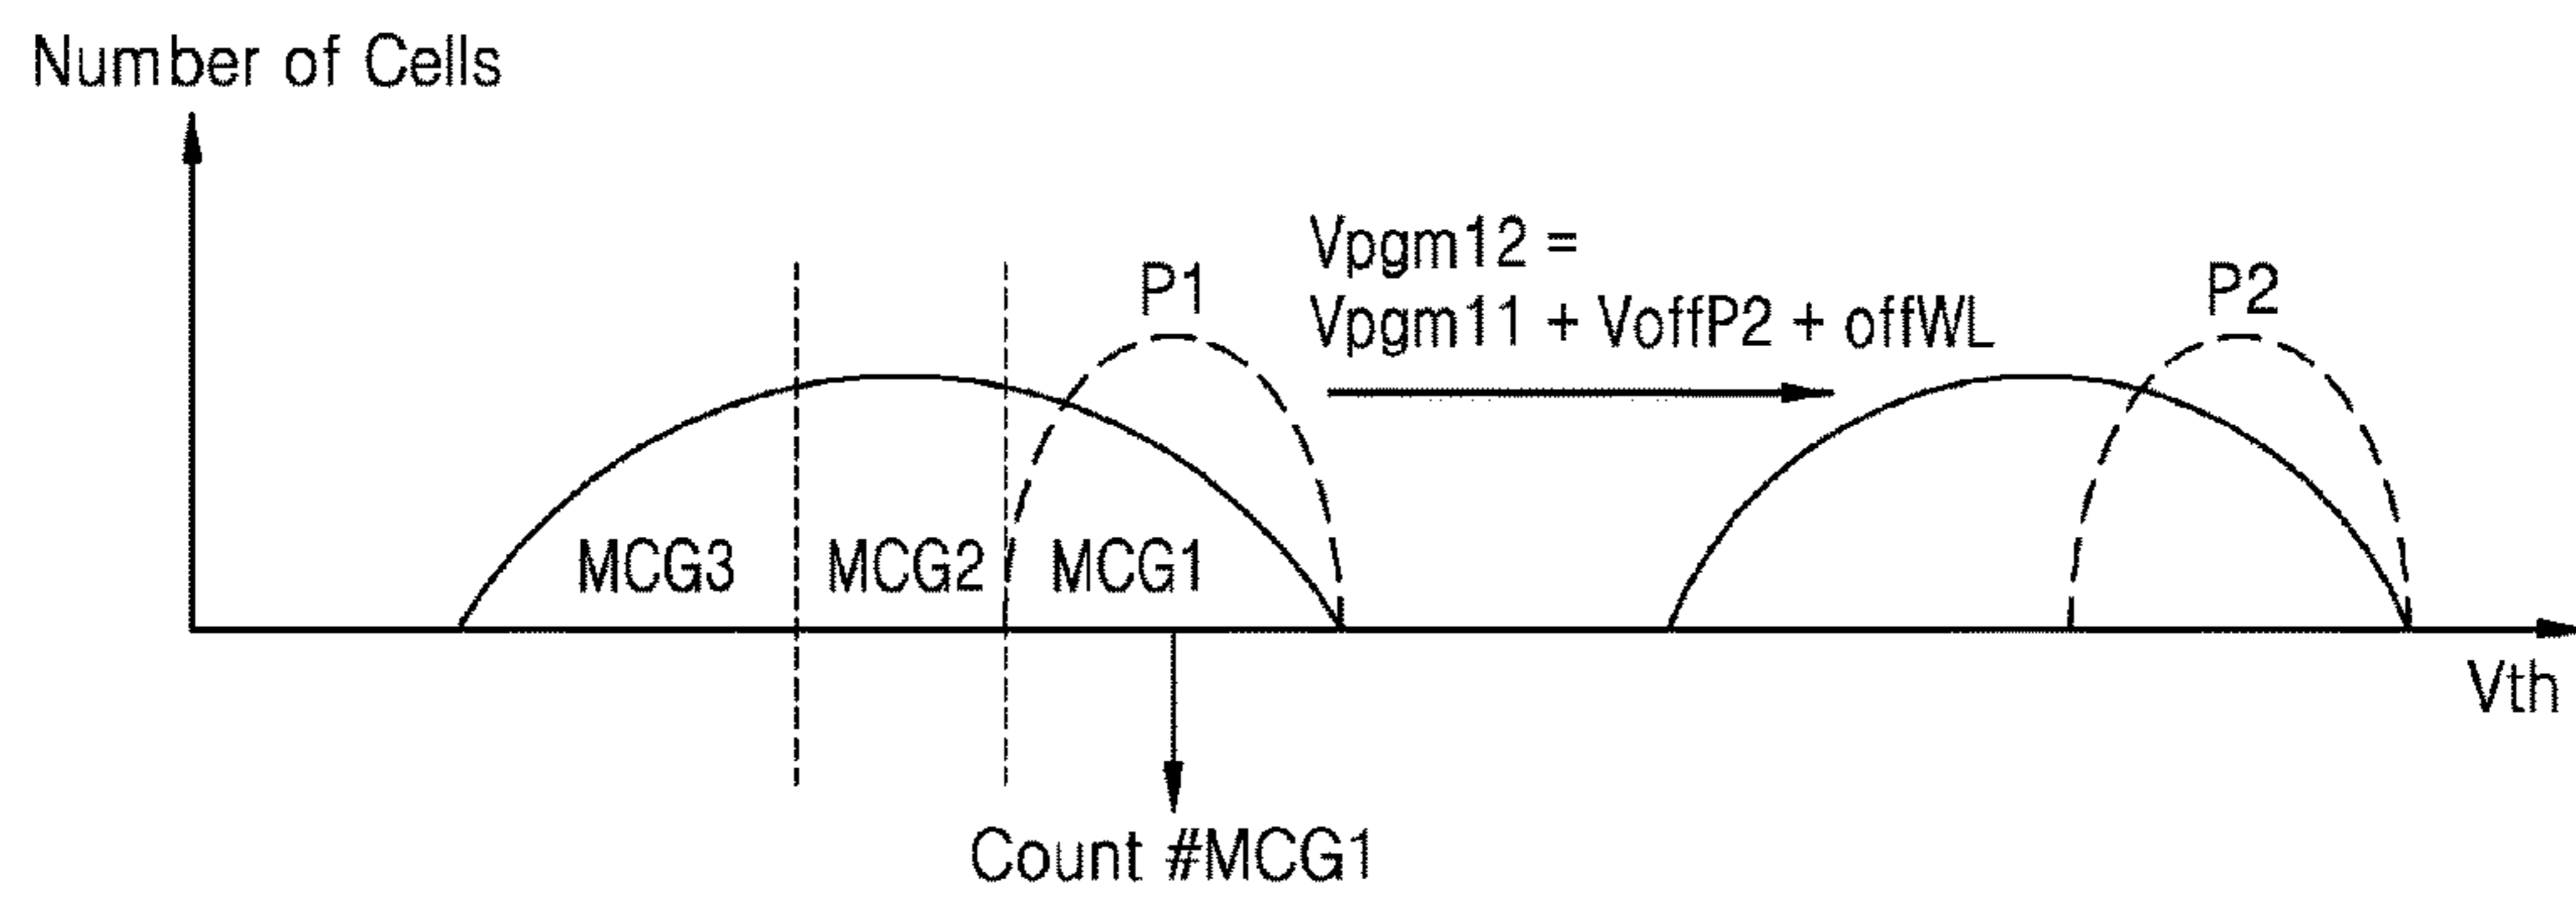 Number of Cells
Vpgm12 =
P1
P2
Vpgm11 + VoffP2 + offWL
MCG3
MCG2
MCG1
Vth
Count #MCG1